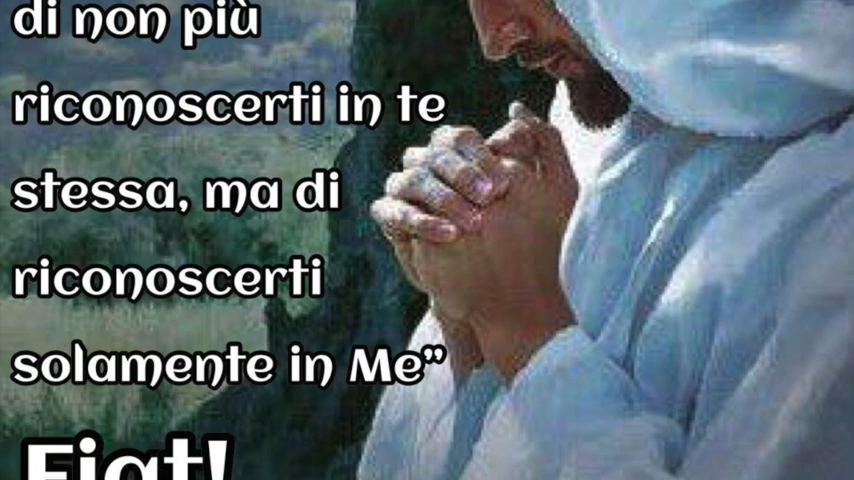 di non più
riconoscerti in te
stessa, ma di
riconoscerti
solamente in Me”
Fiat!